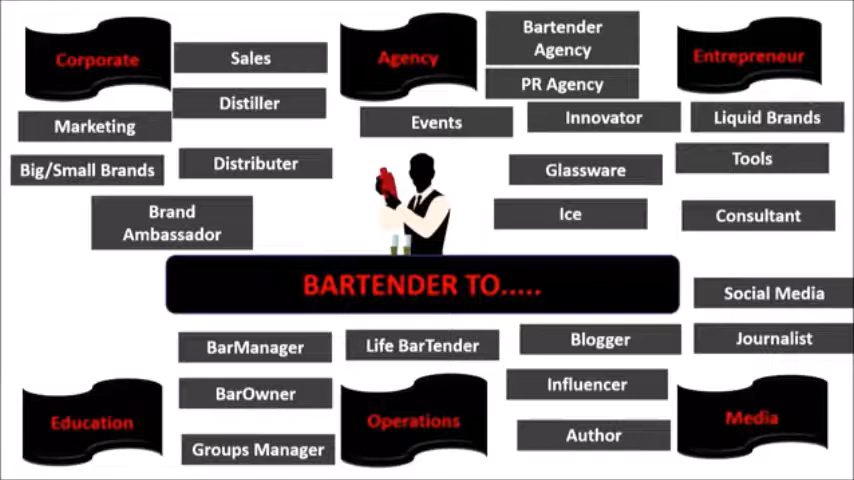 Corporate
Sales
Agency
Bartender
Agency
Entrepreneur
PR Agency
Distiller
Marketing
Events
Innovator
Liquid Brands
Big/Small Brands
Distributer
Glassware
Tools
Brand
Ambassador
Ice
Consultant
BARTENDER TO.....
Social Media
BarManager
Life BarTender
Blogger
Journalist
BarOwner
Influencer
Education
Operations
Media
Groups Manager
Author